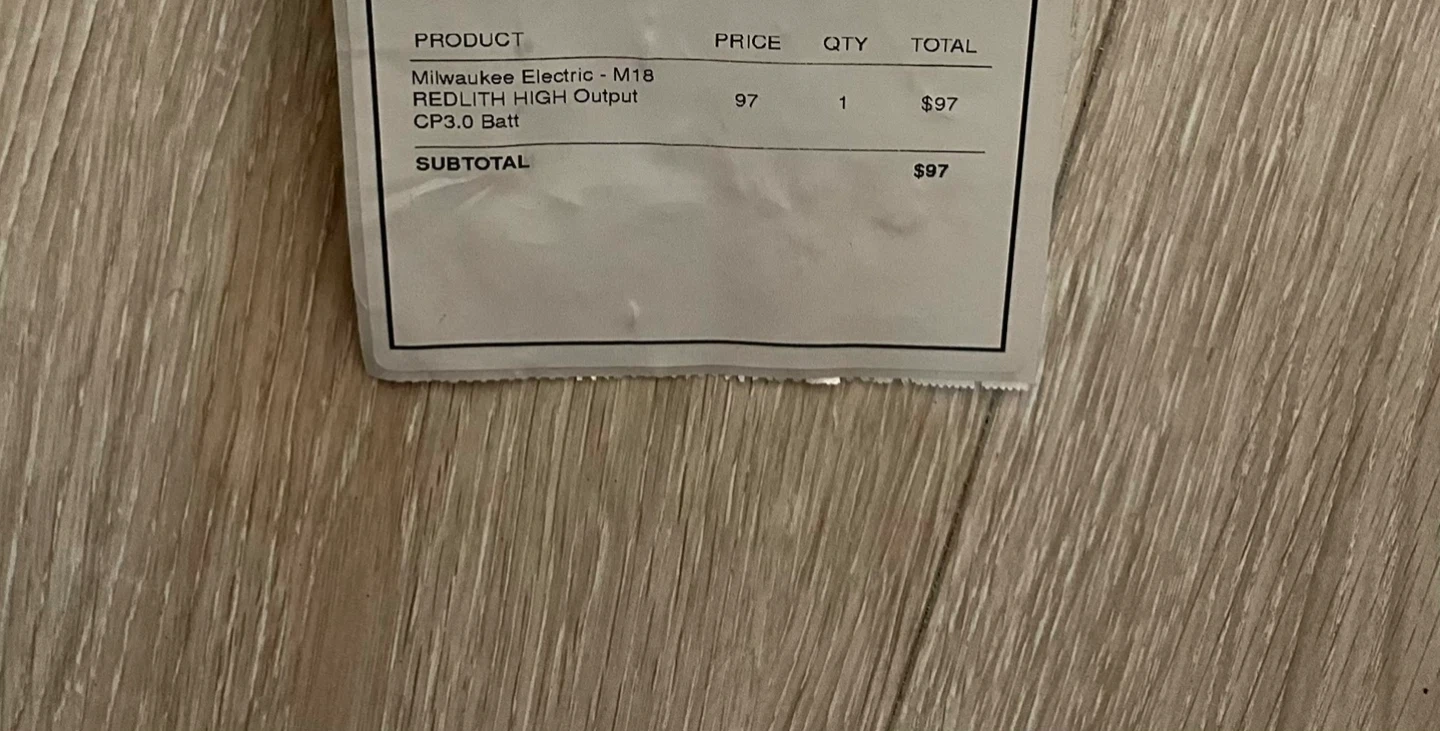 PRODUCT PRICE QTY TOTAL
Milwaukee Electric - M18
REDLITH HIGH Output 97 1 $97
CP3.0 Batt
SUBTOTAL $97